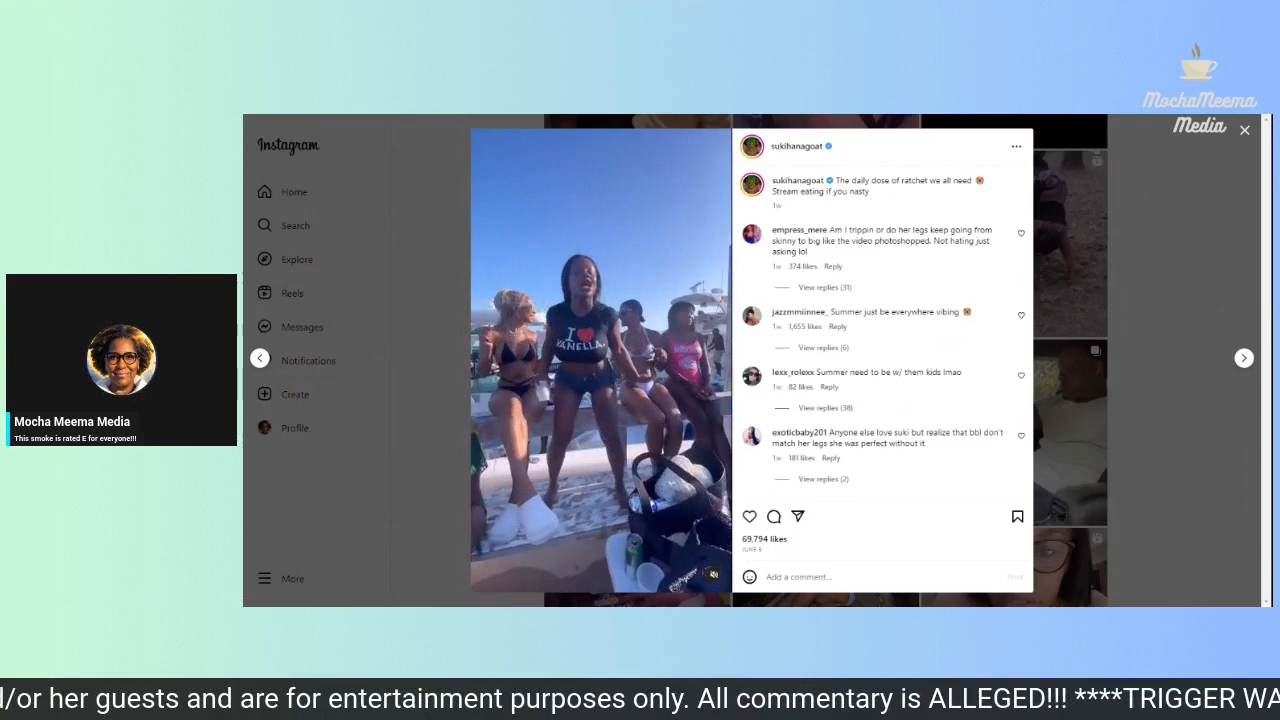 MochaMeema
Media
Instagram
Home
Search
Explore
Reels
Messages
Notifications
Create
Profile
More
I
VANELLA.
sukihanagoat
sukihanagoat The daily dose of ratchet we all need
Stream eating if you nasty
1w
empress_mere Am I trippin or do her legs keep going from
skinny to big like the video photoshopped. Not hating just
asking lol
1w 374 likes Reply
View replies (31)
jazzmmiinnee_ Summer just be everywhere vibing
1w 1,655 likes Reply
View replies (6)
lexx_rolexx Summer need to be w/ them kids lmao
1w 82 likes Reply
View replies (38)
exoticbaby201 Anyone else love suki but realize that bbl don't
match her legs she was perfect without it
1w 181 likes Reply
View replies (2)
69,794 likes
JUNE 5
Add a comment...
Post
Mocha Meema Media
This smoke is rated E for everyone!!!
d/or her guests and are for entertainment purposes only. All commentary is ALLEGED!!! ****TRIGGER WA